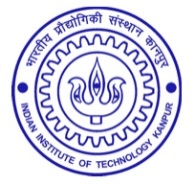 भारतीय प्रौद्योगिकी संस्थान कानपुर
INDIAN INSTITUTE OF TECHNOLOGY KANPUR